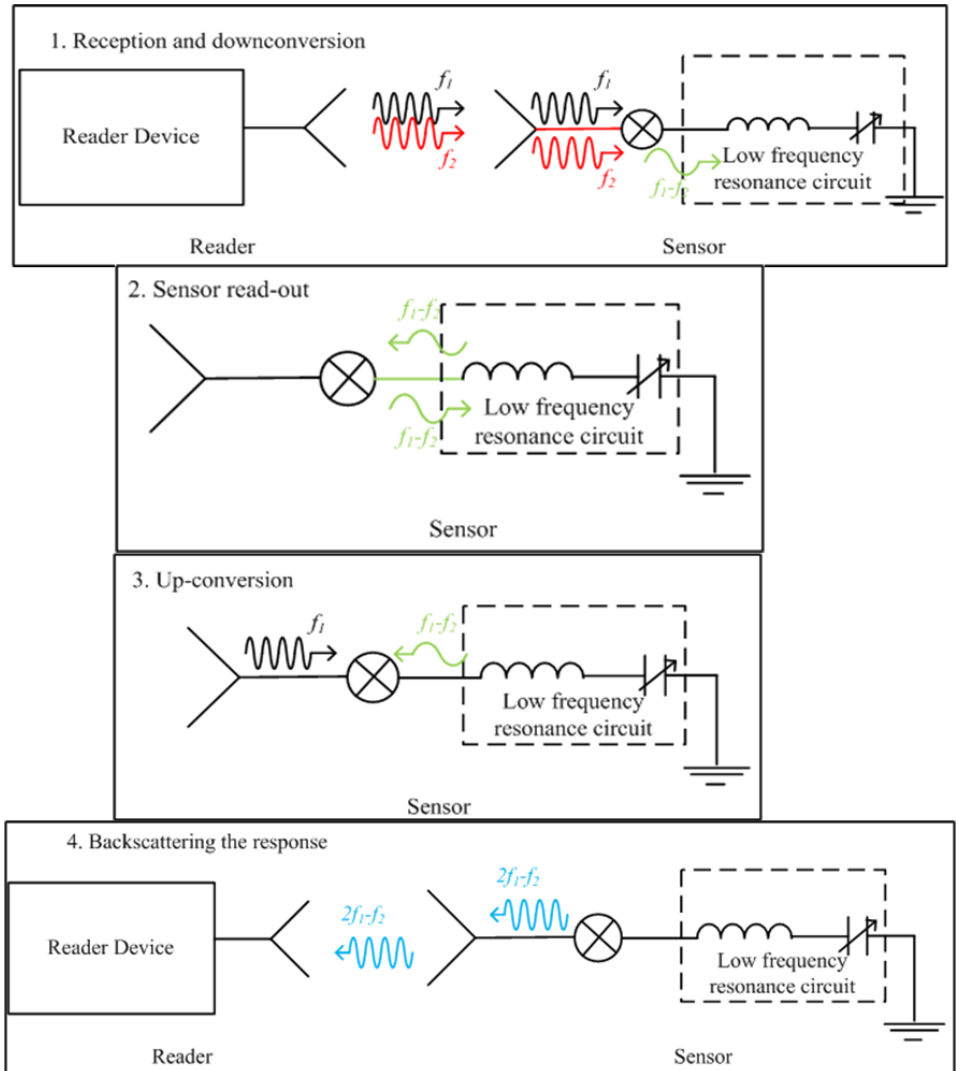 1. Reception and downconversion
Reader Device
f₁
f₂
f₁
f₂
f₁-f₂
Low frequency
resonance circuit
Reader
Sensor
2. Sensor read-out
f₁-f₂
f₁-f₂
Low frequency
resonance circuit
Sensor
3. Up-conversion
f₁
f₁-f₂
Low frequency
resonance circuit
Sensor
4. Backscattering the response
Reader Device
2f₁-f₂
2f₁-f₂
Low frequency
resonance circuit
Reader
Sensor